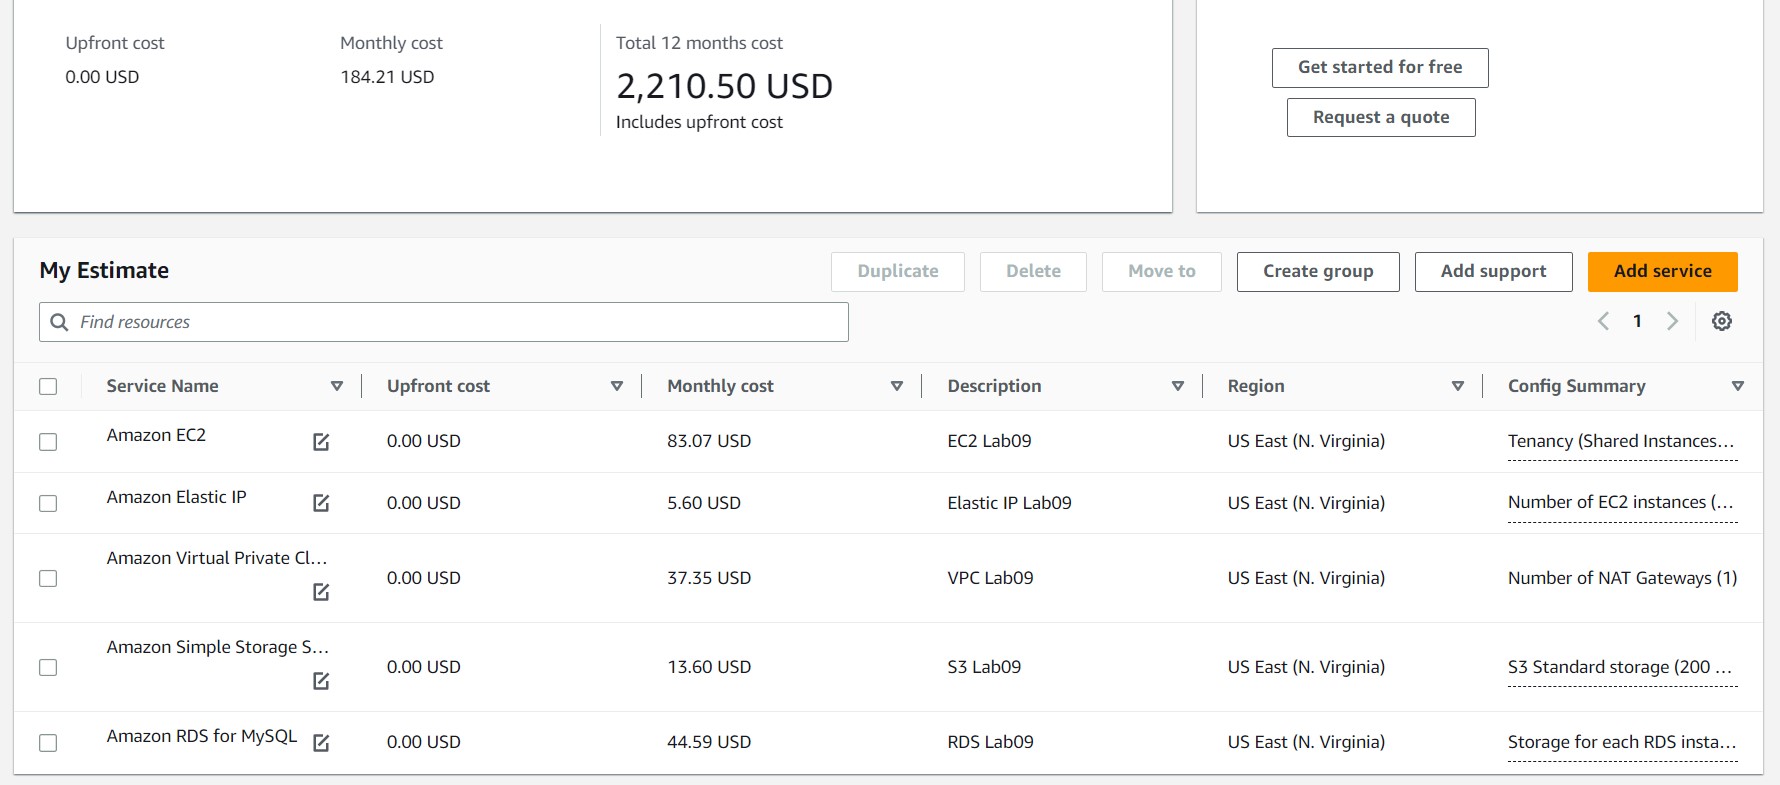 Upfront cost
0.00 USD
Monthly cost
184.21 USD
Total 12 months cost
2,210.50 USD
Includes upfront cost
Get started for free
Request a quote
My Estimate
Duplicate
Delete
Move to
Create group
Add support
Add service
Find resources
1
Service Name Upfront cost Monthly cost Description Region Config Summary
Amazon EC2 0.00 USD 83.07 USD EC2 Lab09 US East (N. Virginia) Tenancy (Shared Instances…
Amazon Elastic IP 0.00 USD 5.60 USD Elastic IP Lab09 US East (N. Virginia) Number of EC2 instances (…
Amazon Virtual Private Cl… 0.00 USD 37.35 USD VPC Lab09 US East (N. Virginia) Number of NAT Gateways (1)
Amazon Simple Storage S… 0.00 USD 13.60 USD S3 Lab09 US East (N. Virginia) S3 Standard storage (200 …
Amazon RDS for MySQL 0.00 USD 44.59 USD RDS Lab09 US East (N. Virginia) Storage for each RDS insta…